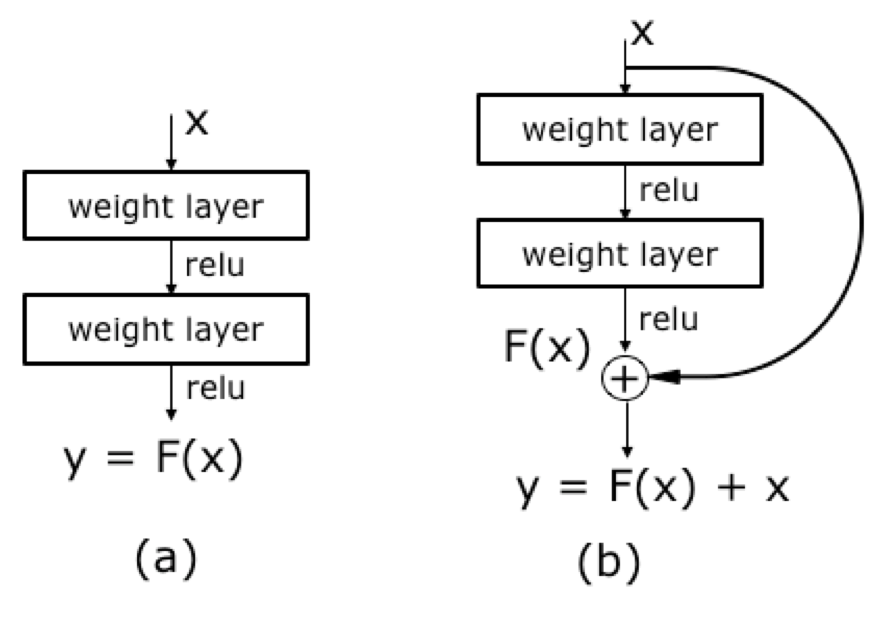 x
weight layer
relu
weight layer
relu
y = F(x)
(a)
x
weight layer
relu
weight layer
relu
F(x)
+
y = F(x) + x
(b)